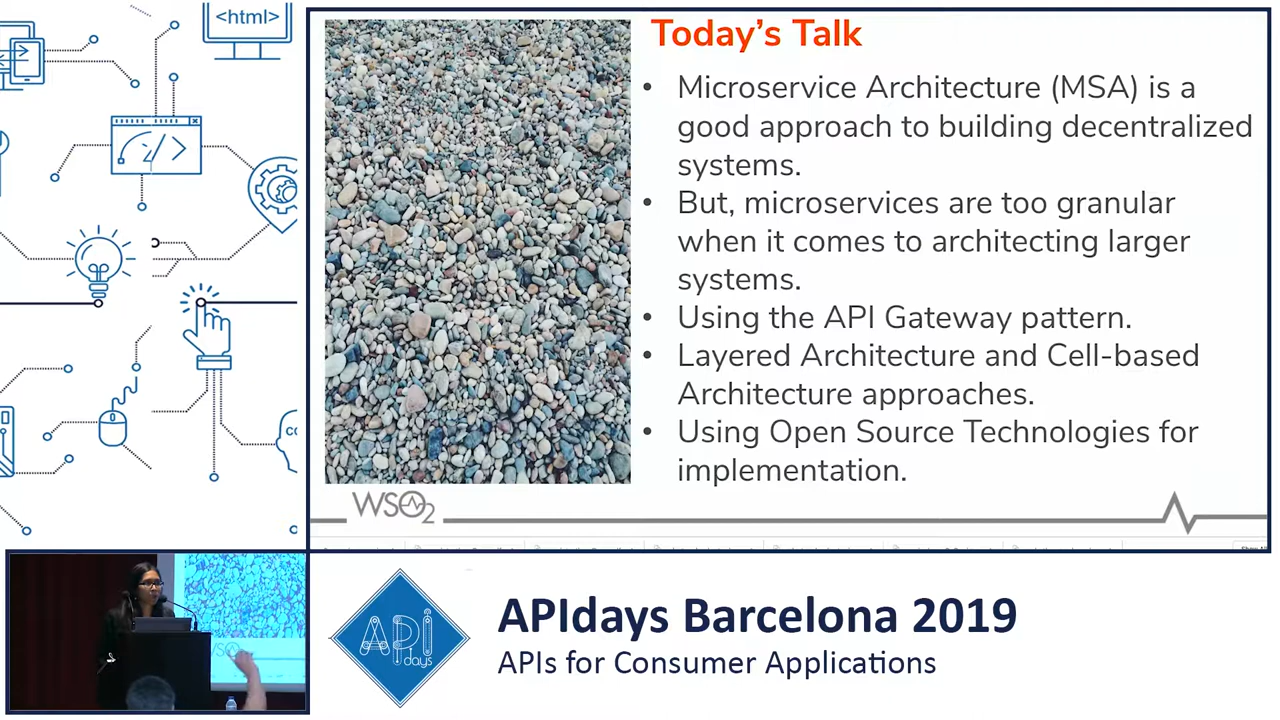 <html>
Today's Talk
• Microservice Architecture (MSA) is a
good approach to building decentralized
systems.
• But, microservices are too granular
when it comes to architecting larger
systems.
• Using the API Gateway pattern.
• Layered Architecture and Cell-based
Architecture approaches.
• Using Open Source Technologies for
implementation.
WSO2
API
days
APIdays Barcelona 2019
APIs for Consumer Applications